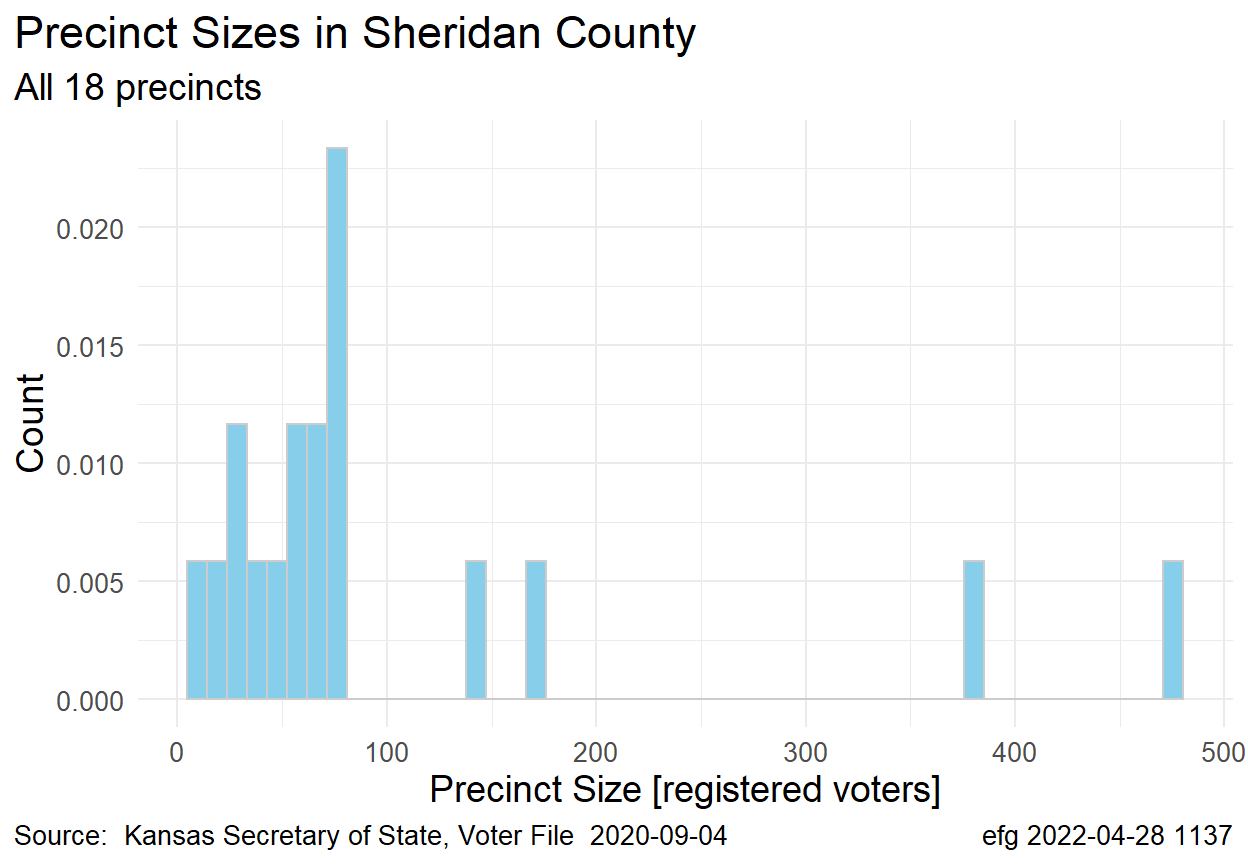 Precinct Sizes in Sheridan County
All 18 precincts
0.020
0.015
0.010
0.005
0.000
Count
0 100 200 300 400 500
Precinct Size [registered voters]
Source:  Kansas Secretary of State, Voter File  2020-09-04
efg 2022-04-28 1137